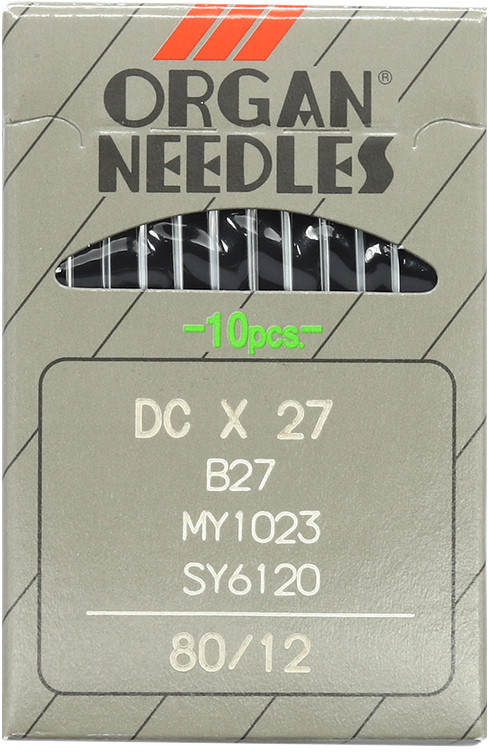 ORGAN®
NEEDLES
-10pcs.-
DC X 27
B27
MY1023
SY6120
80/12